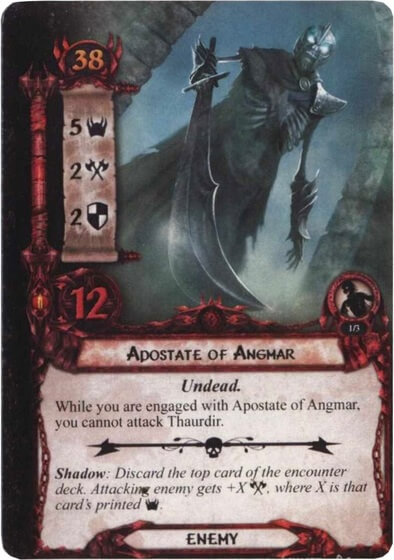 38
5
2
2
12
1/3
Apostate of Angmar
Undead.
While you are engaged with Apostate of Angmar,
you cannot attack Thaurdir.
Shadow: Discard the top card of the encounter
deck. Attacking enemy gets +X , where X is that
card's printed .
ENEMY